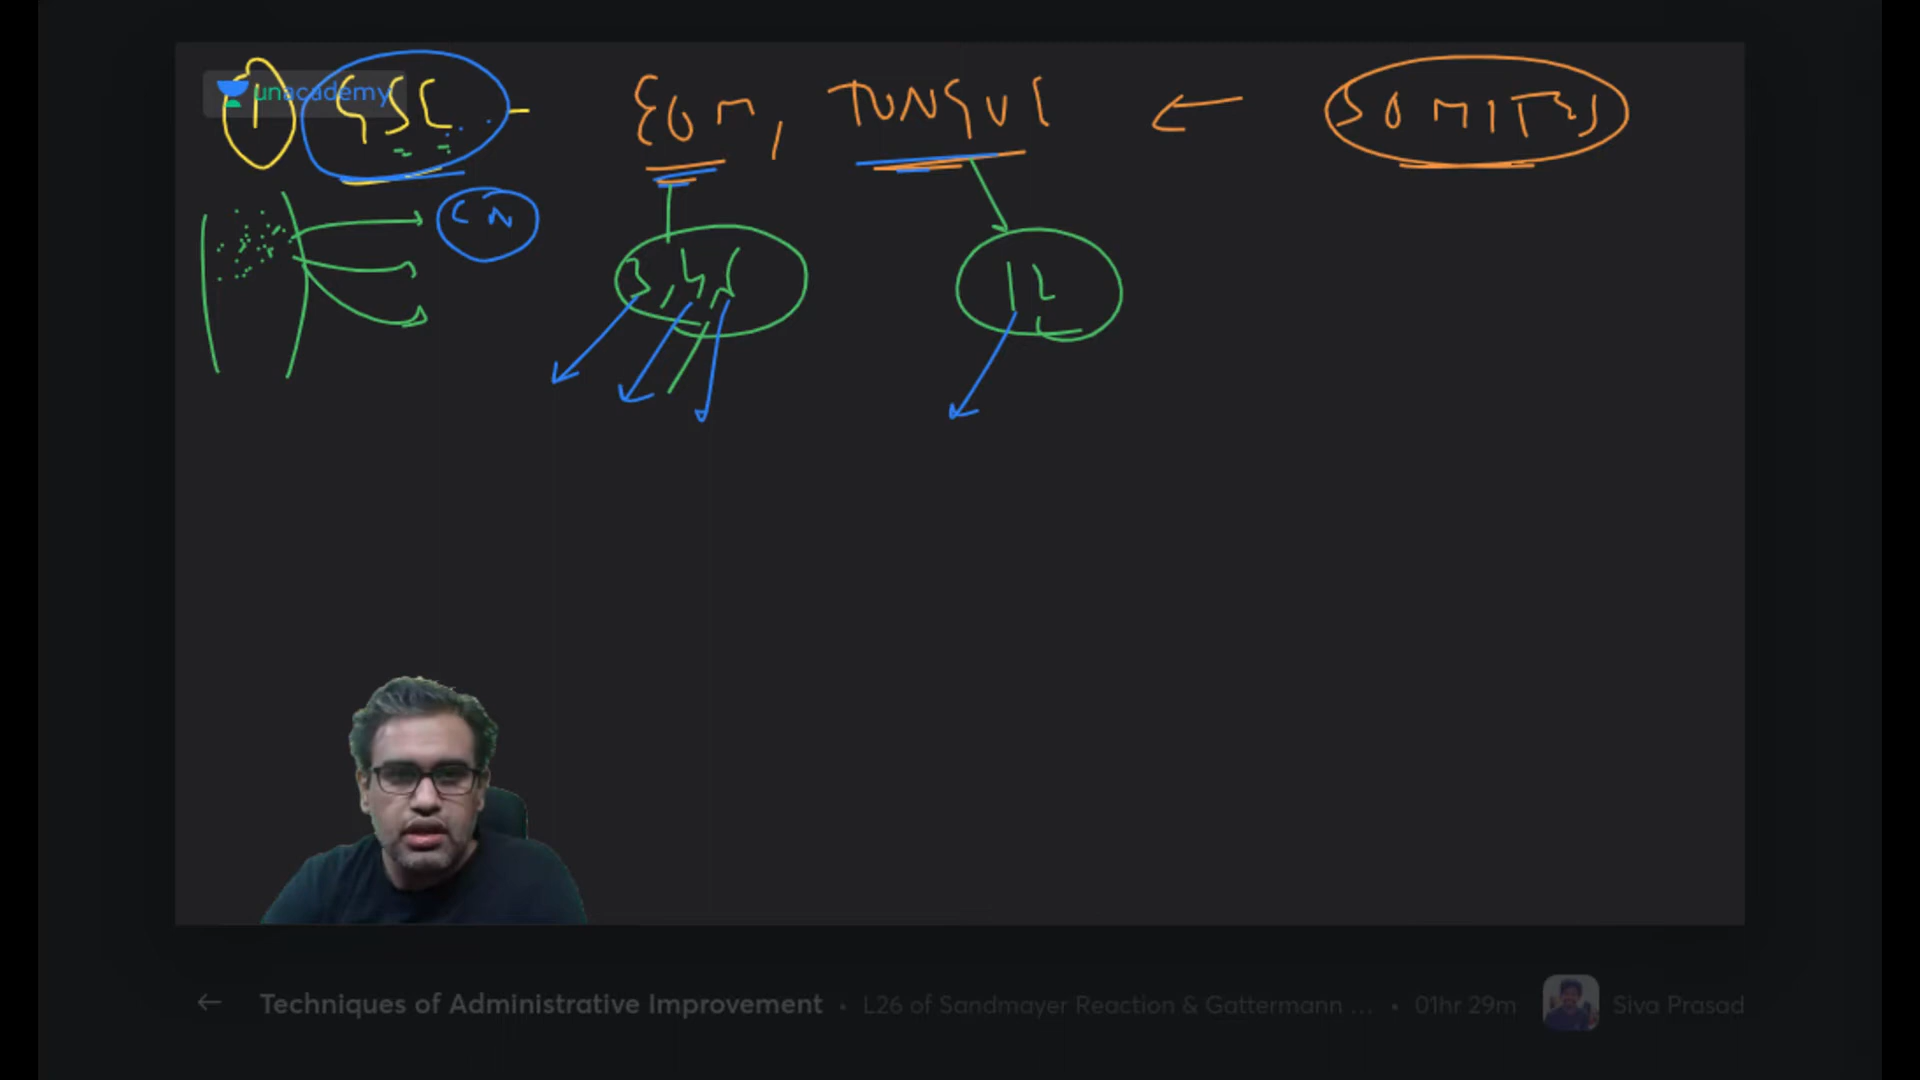 unacademy
1 GSE - EOM, TONGUE ← SOMITES
CN
3, 4, 6 12
← Techniques of Administrative Improvement • L26 of Sandmayer Reaction & Gattermann ... • 01hr 29m Siva Prasad